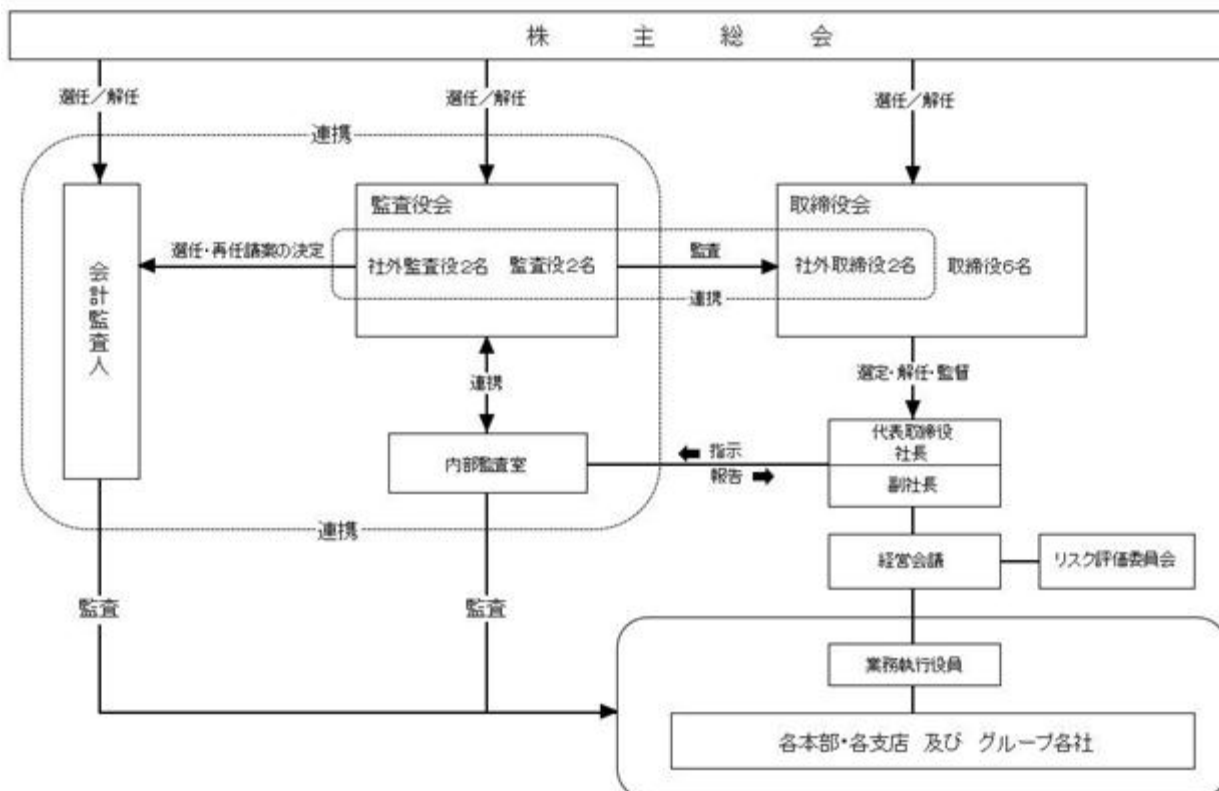 株主総会
選任／解任
選任／解任
選任／解任
連携
監査役会
取締役会
選任・再任議案の決定
監査
社外監査役2名 監査役2名
社外取締役2名 取締役6名
連携
会計監査人
連携
選定・解任・監督
代表取締役
社長
副社長
内部監査室
指示
報告
連携
経営会議
リスク評価委員会
監査
監査
業務執行役員
各本部・各支店 及び グループ各社